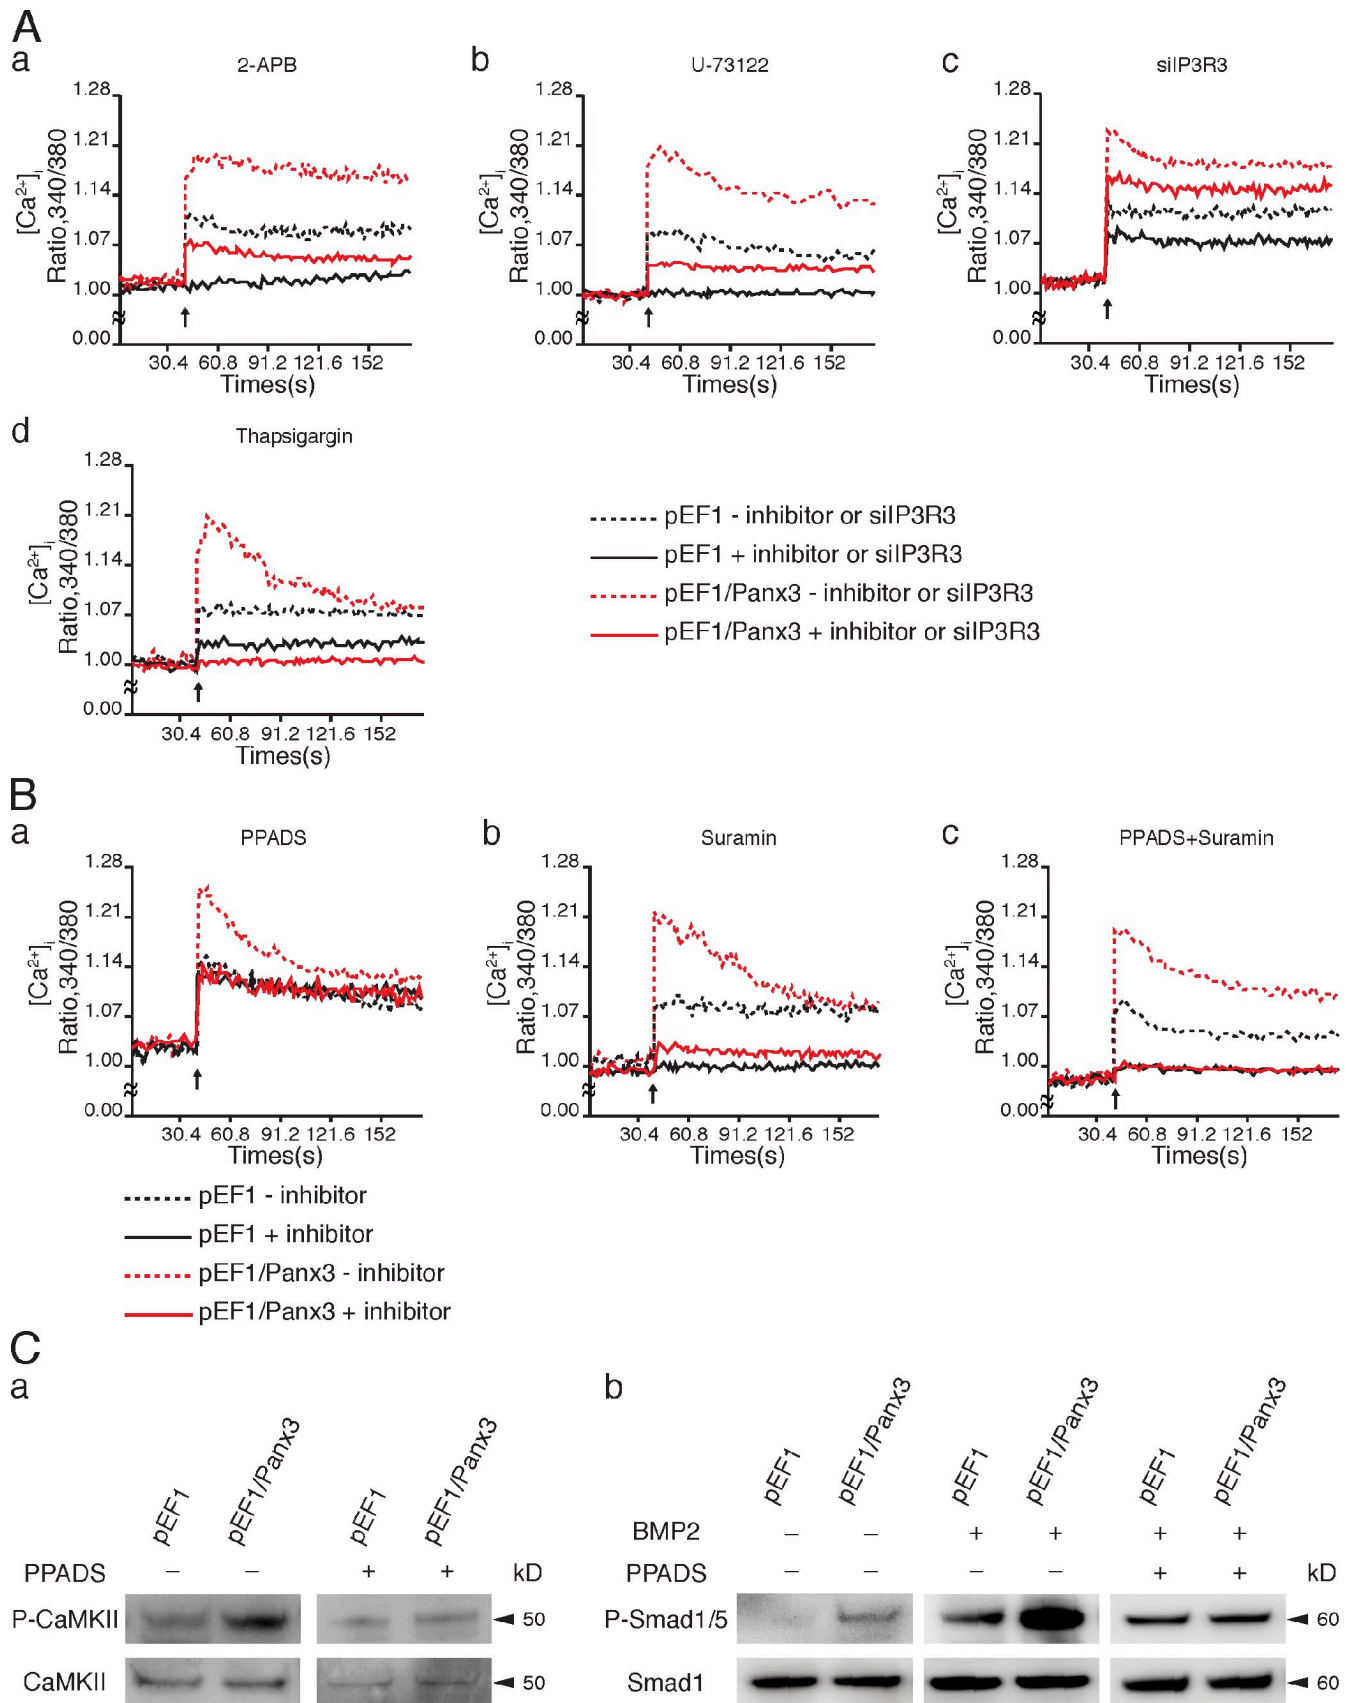 A
a
2-APB
b
U-73122
c
siIP3R3
1.28
1.21
1.14
1.07
1.00
0.00
[Ca2+]i
Ratio,340/380
30.4 60.8 91.2 121.6 152
Times(s)
1.28
1.21
1.14
1.07
1.00
0.00
[Ca2+]i
Ratio,340/380
30.4 60.8 91.2 121.6 152
Times(s)
1.28
1.21
1.14
1.07
1.00
0.00
[Ca2+]i
Ratio,340/380
30.4 60.8 91.2 121.6 152
Times(s)
d
Thapsigargin
1.28
1.21
1.14
1.07
1.00
0.00
[Ca2+]i
Ratio,340/380
30.4 60.8 91.2 121.6 152
Times(s)
pEF1 - inhibitor or siIP3R3
pEF1 + inhibitor or siIP3R3
pEF1/Panx3 - inhibitor or siIP3R3
pEF1/Panx3 + inhibitor or siIP3R3
B
a
PPADS
b
Suramin
c
PPADS+Suramin
1.28
1.21
1.14
1.07
1.00
0.00
[Ca2+]i
Ratio,340/380
30.4 60.8 91.2 121.6 152
Times(s)
1.28
1.21
1.14
1.07
1.00
0.00
[Ca2+]i
Ratio,340/380
30.4 60.8 91.2 121.6 152
Times(s)
1.28
1.21
1.14
1.07
1.00
0.00
[Ca2+]i
Ratio,340/380
30.4 60.8 91.2 121.6 152
Times(s)
pEF1 - inhibitor
pEF1 + inhibitor
pEF1/Panx3 - inhibitor
pEF1/Panx3 + inhibitor
C
a
pEF1 pEF1/Panx3 pEF1 pEF1/Panx3
PPADS − − + + kD
P-CaMKII 50
CaMKII 50
b
pEF1 pEF1/Panx3 pEF1 pEF1/Panx3 pEF1 pEF1/Panx3
BMP2 − − + + + +
PPADS − − − − + + kD
P-Smad1/5 60
Smad1 60